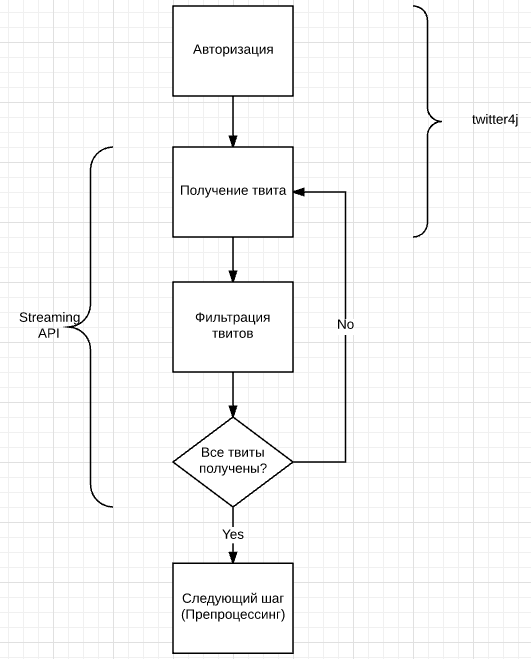 Авторизация
twitter4j
Получение твита
Streaming
API
Фильтрация
твитов
No
Все твиты
получены?
Yes
Следующий шаг
(Препроцессинг)